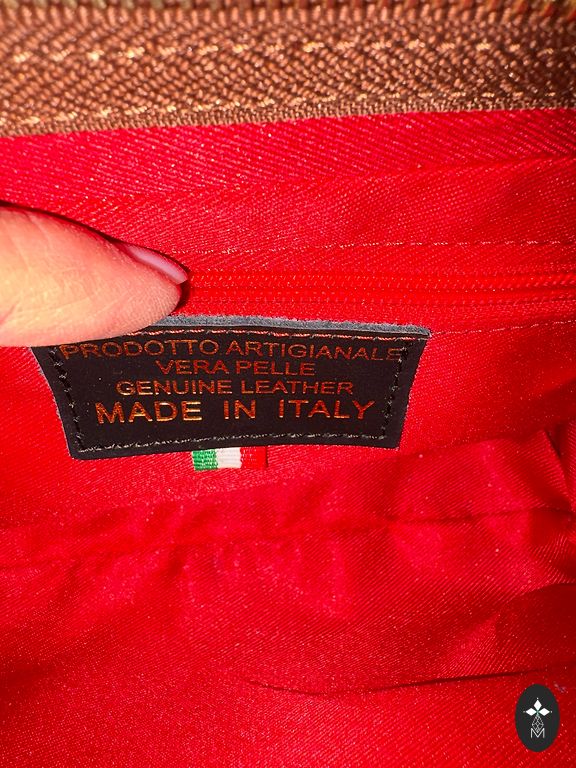 PRODOTTO ARTIGIANALE
VERA PELLE
GENUINE LEATHER
MADE IN ITALY
M